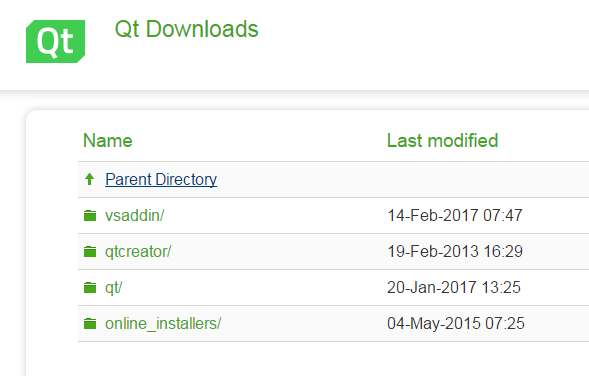 Qt Qt Downloads
Name Last modified
Parent Directory
vsaddin/ 14-Feb-2017 07:47
qtcreator/ 19-Feb-2013 16:29
qt/ 20-Jan-2017 13:25
online_installers/ 04-May-2015 07:25